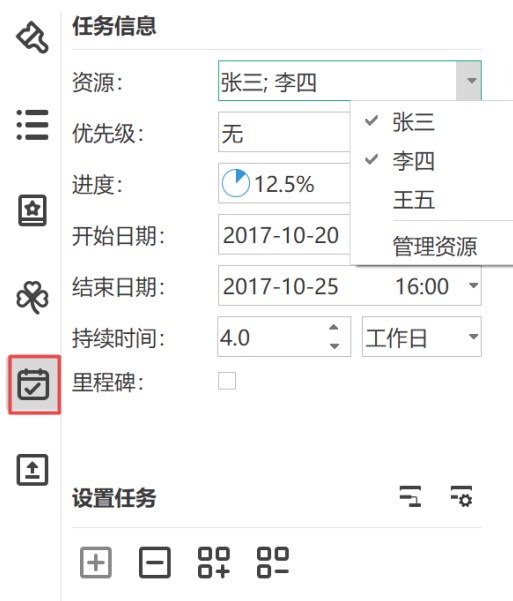 任务信息
资源: 张三; 李四
张三
优先级: 无
李四
进度: 12.5%
王五
开始日期: 2017-10-20
管理资源
结束日期: 2017-10-25 16:00
持续时间: 4.0 工作日
里程碑:
设置任务